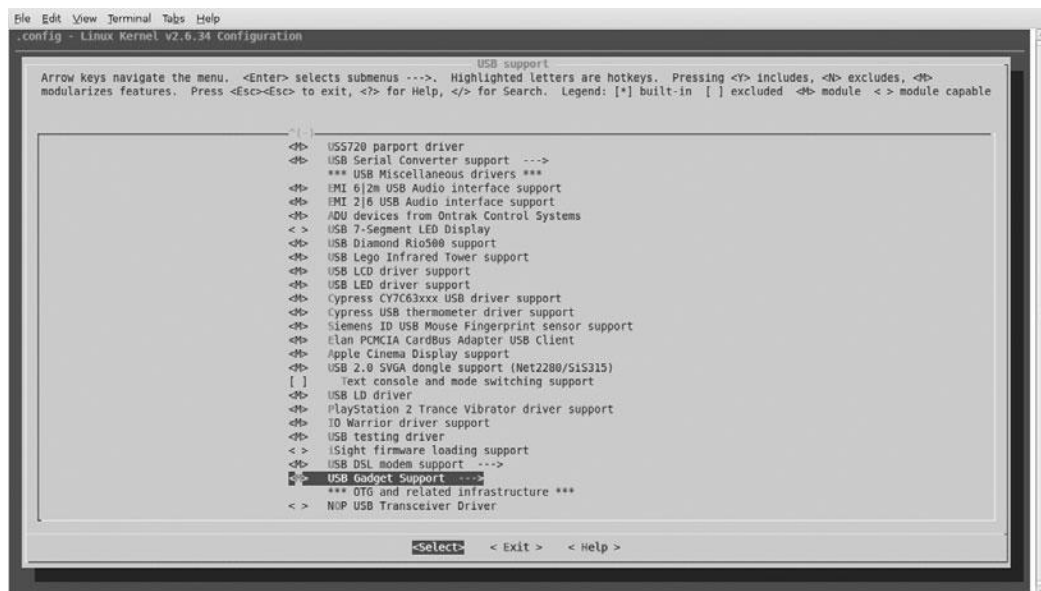 File Edit View Terminal Tabs Help
.config - Linux Kernel v2.6.34 Configuration
USB support
Arrow keys navigate the menu. <Enter> selects submenus --->. Highlighted letters are hotkeys. Pressing <Y> includes, <N> excludes, <M>
modularizes features. Press <Esc><Esc> to exit, <?> for Help, </> for Search. Legend: [*] built-in [ ] excluded <M> module < > module capable
^(-)
<M> USS720 parport driver
<M> USB Serial Converter support --->
*** USB Miscellaneous drivers ***
<M> EMI 6|2m USB Audio interface support
<M> EMI 2|6 USB Audio interface support
<M> ADU devices from Ontrak Control Systems
< > USB 7-Segment LED Display
<M> USB Diamond Rio500 support
<M> USB Lego Infrared Tower support
<M> USB LCD driver support
<M> USB LED driver support
<M> Cypress CY7C63xxx USB driver support
<M> Cypress USB thermometer driver support
<M> Siemens ID USB Mouse Fingerprint sensor support
<M> Elan PCMCIA CardBus Adapter USB Client
<M> Apple Cinema Display support
<M> USB 2.0 SVGA dongle support (Net2280/SiS315)
[ ] Text console and mode switching support
<M> USB LD driver
<M> PlayStation 2 Trance Vibrator driver support
<M> IO Warrior driver support
<M> USB testing driver
< > iSight firmware loading support
<M> USB DSL modem support --->
<M> USB Gadget Support --->
*** OTG and related infrastructure ***
< > NOP USB Transceiver Driver
<Select> < Exit > < Help >